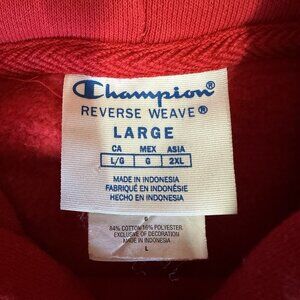 Champion®
REVERSE WEAVE®
LARGE
CA MEX ASIA
L/G G 2XL
MADE IN INDONESIA
FABRIQUÉ EN INDONÉSIE
HECHO EN INDONESIA
84% COTTON 16% POLYESTER
EXCLUSIVE OF DECORATION
MADE IN INDONESIA
L